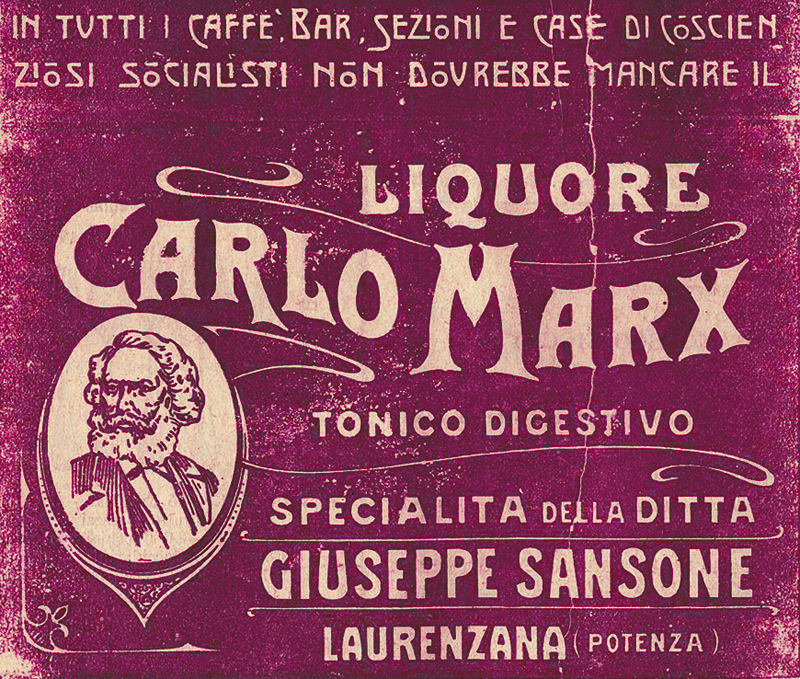 IN TUTTI I CAFFÈ, BAR, SEZIONI E CASE DI COSCIEN
ZIOSI SOCIALISTI NON DOVREBBE MANCARE IL
LIQUORE
CARLO MARX
TONICO DIGESTIVO
SPECIALITÀ DELLA DITTA
GIUSEPPE SANSONE
LAURENZANA (POTENZA)